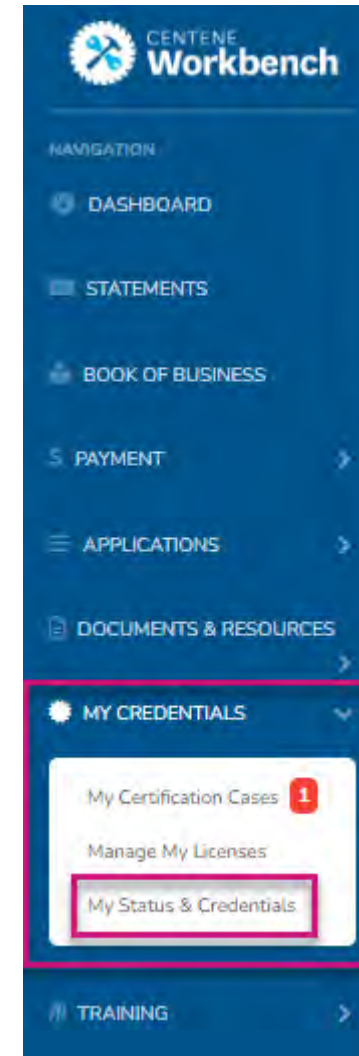 CENTENE
Workbench
NAVIGATION
DASHBOARD
STATEMENTS
BOOK OF BUSINESS
$ PAYMENT
APPLICATIONS
DOCUMENTS & RESOURCES
MY CREDENTIALS
My Certification Cases 1
Manage My Licenses
My Status & Credentials
TRAINING